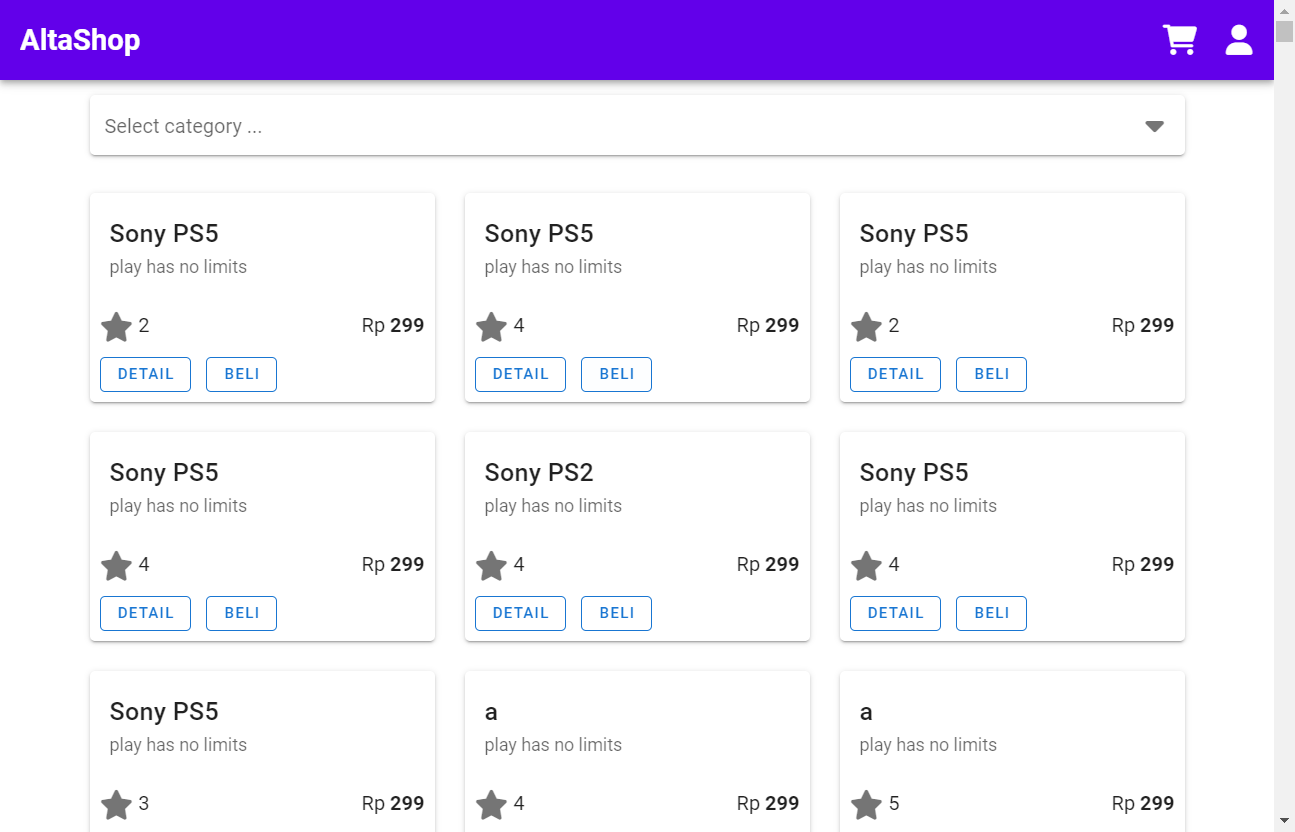 AltaShop
Select category ...
Sony PS5
play has no limits
2 Rp 299
DETAIL BELI
Sony PS5
play has no limits
4 Rp 299
DETAIL BELI
Sony PS5
play has no limits
2 Rp 299
DETAIL BELI
Sony PS5
play has no limits
4 Rp 299
DETAIL BELI
Sony PS2
play has no limits
4 Rp 299
DETAIL BELI
Sony PS5
play has no limits
4 Rp 299
DETAIL BELI
Sony PS5
play has no limits
3 Rp 299
a
play has no limits
4 Rp 299
a
play has no limits
5 Rp 299